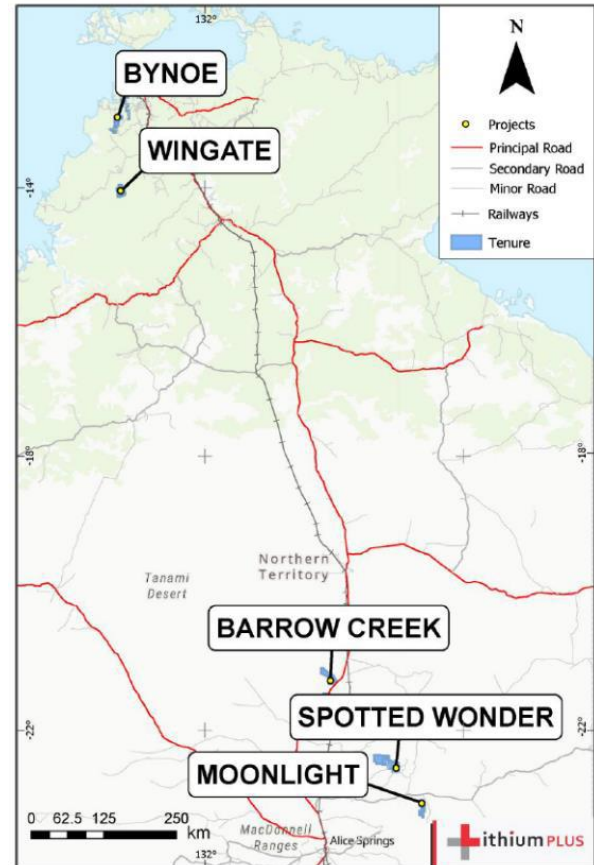 132°
N
BYNOE
Projects
Principal Road
WINGATE
Secondary Road
-14°
Minor Road
Railways
Tenure
-18°
-18°
Northern
Territory
Tanami
Desert
BARROW CREEK
SPOTTED WONDER
-22°
-22°
MOONLIGHT
0 62.5 125 250
km
MacDonnell
Ranges
Alice Springs
132°
Lithium PLUS